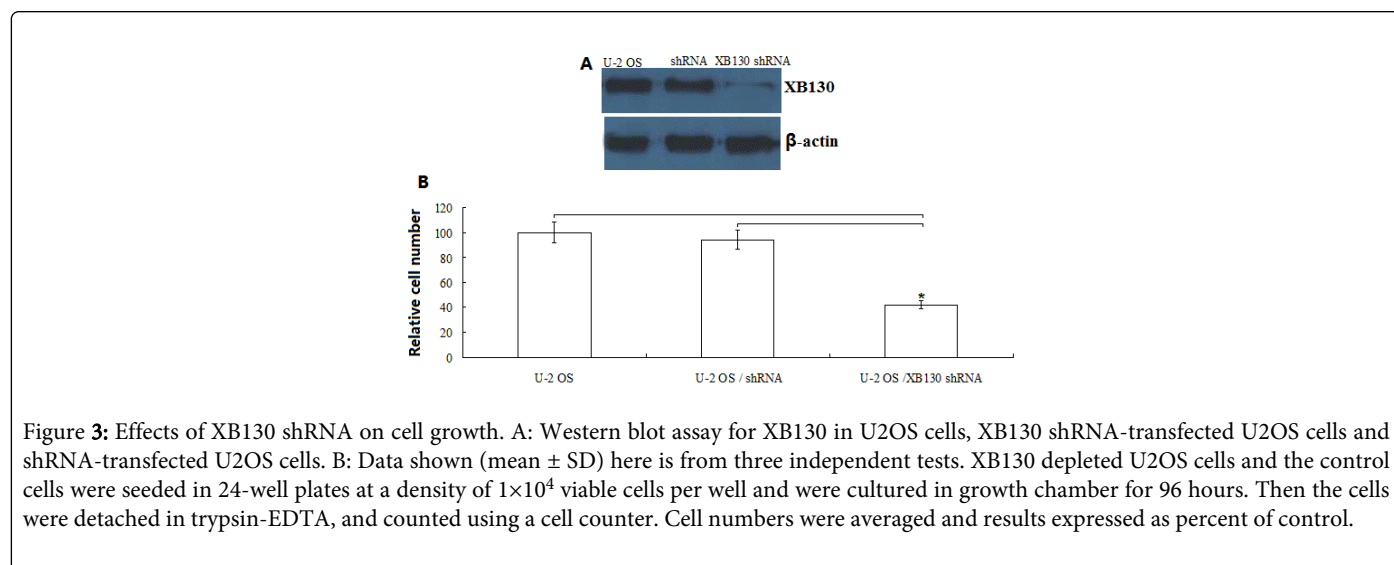 A U-2 OS shRNA XB130 shRNA
XB130
β-actin
B
Relative cell number
120
100
80
60
40
20
0
*
U-2 OS U-2 OS / shRNA U-2 OS /XB130 shRNA
Figure 3: Effects of XB130 shRNA on cell growth. A: Western blot assay for XB130 in U2OS cells, XB130 shRNA-transfected U2OS cells and
shRNA-transfected U2OS cells. B: Data shown (mean ± SD) here is from three independent tests. XB130 depleted U2OS cells and the control
cells were seeded in 24-well plates at a density of 1×10⁴ viable cells per well and were cultured in growth chamber for 96 hours. Then the cells
were detached in trypsin-EDTA, and counted using a cell counter. Cell numbers were averaged and results expressed as percent of control.